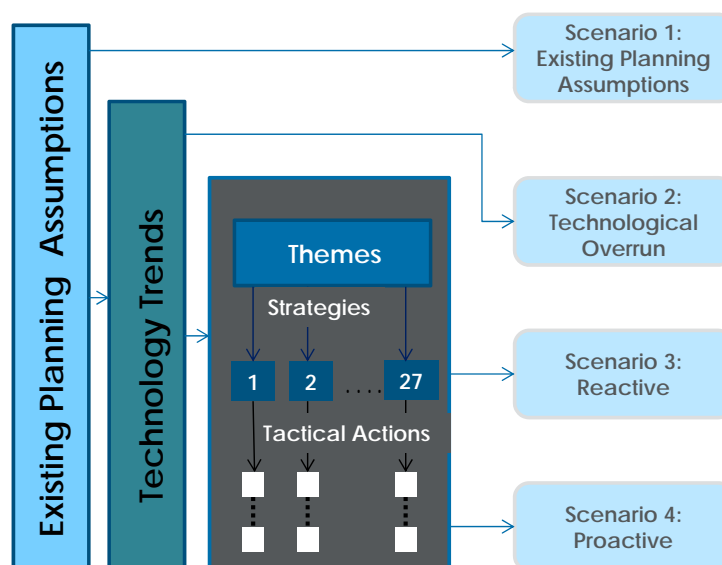 Existing Planning Assumptions
Technology Trends
Themes
Strategies
1
2
....
27
Tactical Actions
Scenario 1:
Existing Planning
Assumptions
Scenario 2:
Technological
Overrun
Scenario 3:
Reactive
Scenario 4:
Proactive